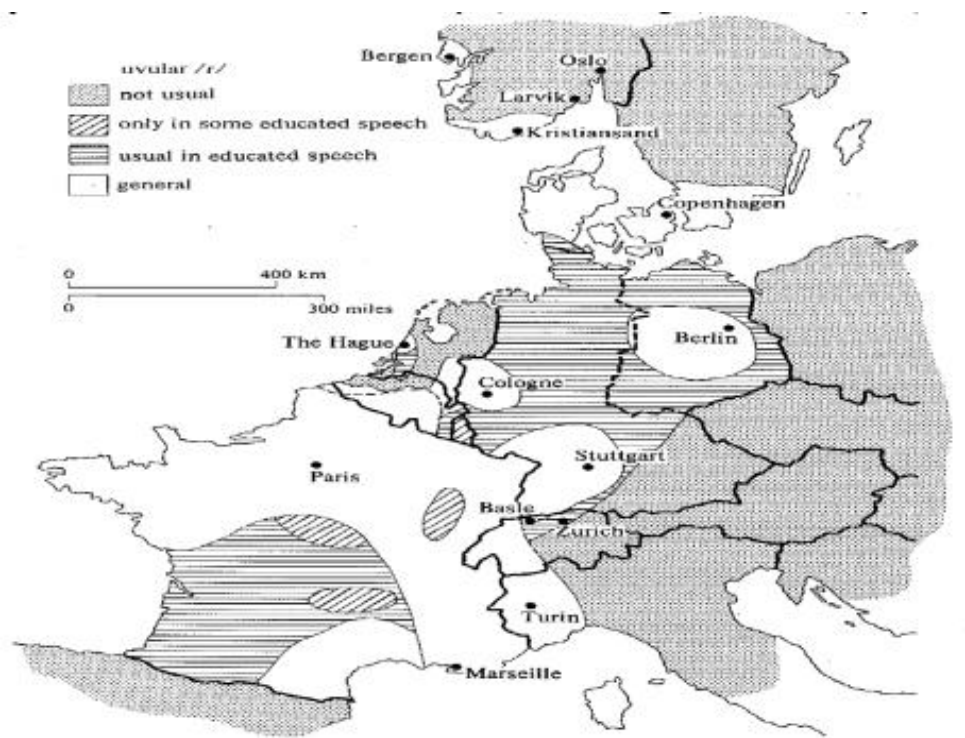 uvular /r/
not usual
only in some educated speech
usual in educated speech
general
Bergen
Oslo
Larvik
Kristiansand
Copenhagen
0 400 km
0 300 miles
The Hague
Berlin
Cologne
Stuttgart
Paris
Basle
Zurich
Turin
Marseille